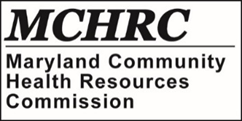 MCHRC
Maryland Community
Health Resources
Commission